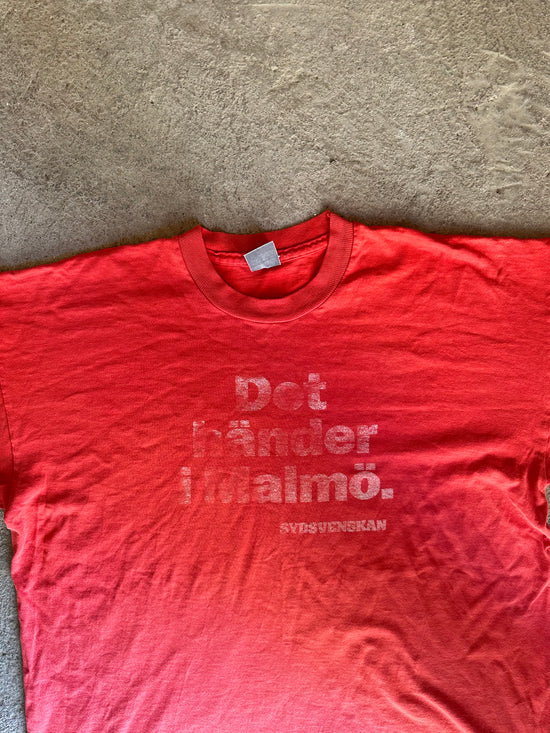 Det
händer
i Malmö.
SYDSVENSKAN